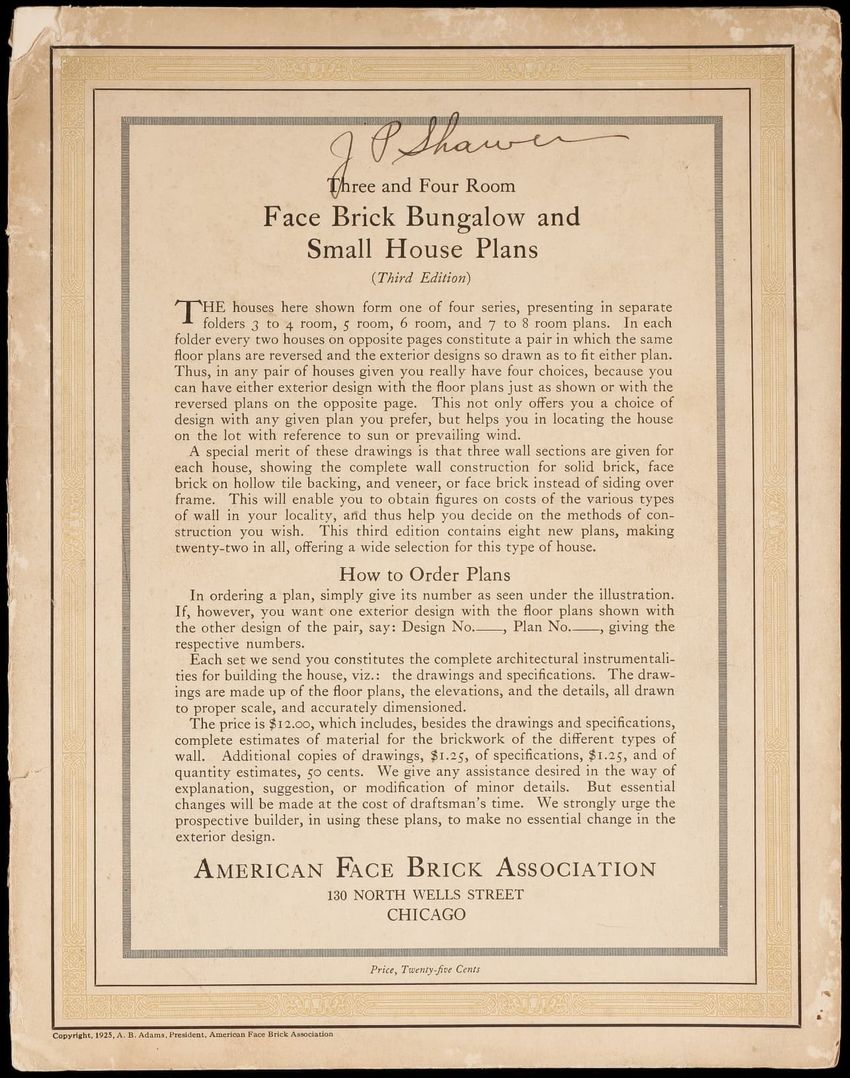 J P Shawver
Three and Four Room
Face Brick Bungalow and
Small House Plans
(Third Edition)
THE houses here shown form one of four series, presenting in separate
folders 3 to 4 room, 5 room, 6 room, and 7 to 8 room plans. In each
folder every two houses on opposite pages constitute a pair in which the same
floor plans are reversed and the exterior designs so drawn as to fit either plan.
Thus, in any pair of houses given you really have four choices, because you
can have either exterior design with the floor plans just as shown or with the
reversed plans on the opposite page. This not only offers you a choice of
design with any given plan you prefer, but helps you in locating the house
on the lot with reference to sun or prevailing wind.
A special merit of these drawings is that three wall sections are given for
each house, showing the complete wall construction for solid brick, face
brick on hollow tile backing, and veneer, or face brick instead of siding over
frame. This will enable you to obtain figures on costs of the various types
of wall in your locality, and thus help you decide on the methods of con-
struction you wish. This third edition contains eight new plans, making
twenty-two in all, offering a wide selection for this type of house.
How to Order Plans
In ordering a plan, simply give its number as seen under the illustration.
If, however, you want one exterior design with the floor plans shown with
the other design of the pair, say: Design No.____, Plan No.____, giving the
respective numbers.
Each set we send you constitutes the complete architectural instrumentali-
ties for building the house, viz.: the drawings and specifications. The draw-
ings are made up of the floor plans, the elevations, and the details, all drawn
to proper scale, and accurately dimensioned.
The price is $12.00, which includes, besides the drawings and specifications,
complete estimates of material for the brickwork of the different types of
wall. Additional copies of drawings, $1.25, of specifications, $1.25, and of
quantity estimates, 50 cents. We give any assistance desired in the way of
explanation, suggestion, or modification of minor details. But essential
changes will be made at the cost of draftsman's time. We strongly urge the
prospective builder, in using these plans, to make no essential change in the
exterior design.
AMERICAN FACE BRICK ASSOCIATION
130 NORTH WELLS STREET
CHICAGO
Price, Twenty-five Cents
Copyright, 1925, A. B. Adams, President, American Face Brick Association